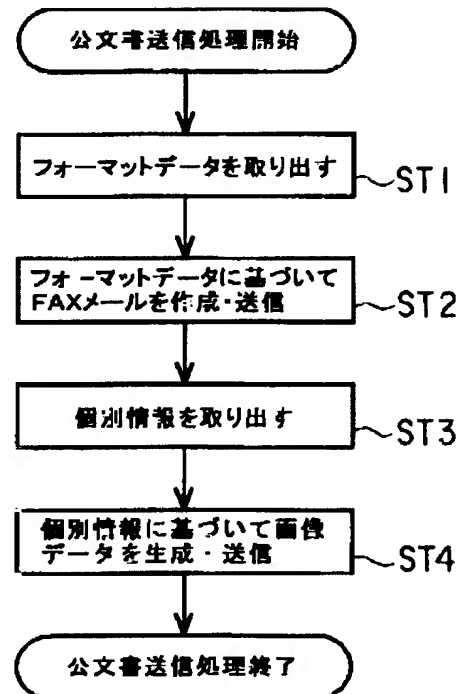 公文書送信処理開始
フォーマットデータを取り出す
ST1
フォーマットデータに基づいて
FAXメールを作成・送信
ST2
個別情報を取り出す
ST3
個別情報に基づいて画像
データを生成・送信
ST4
公文書送信処理終了